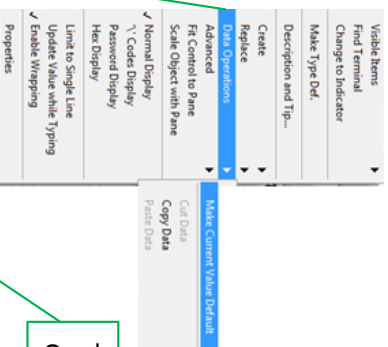 Visible Items
Find Terminal
Change to Indicator
Make Type Def.
Description and Tip...
Create
Replace
Data Operations
Advanced
Fit Control to Pane
Scale Object with Pane
✓ Normal Display
'\' Codes Display
Password Display
Hex Display
Limit to Single Line
Update Value while Typing
✓ Enable Wrapping
Properties
Make Current Value Default
Cut Data
Copy Data
Paste Data